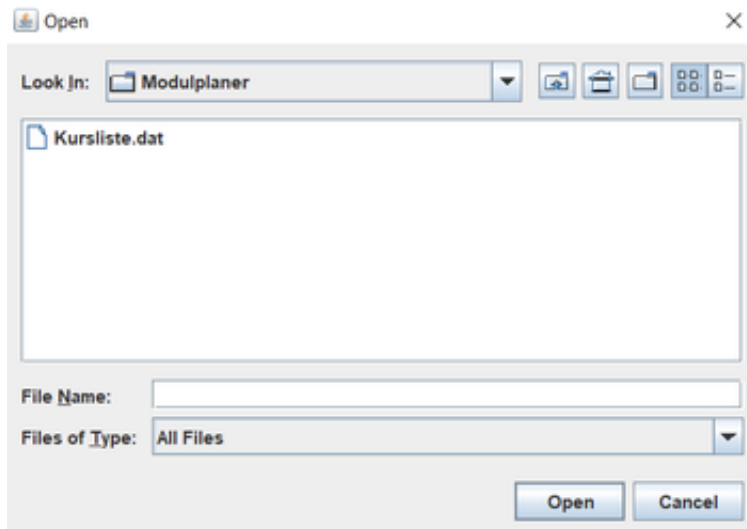 Open
Look In: Modulplaner
Kursliste.dat
File Name:
Files of Type: All Files
Open Cancel